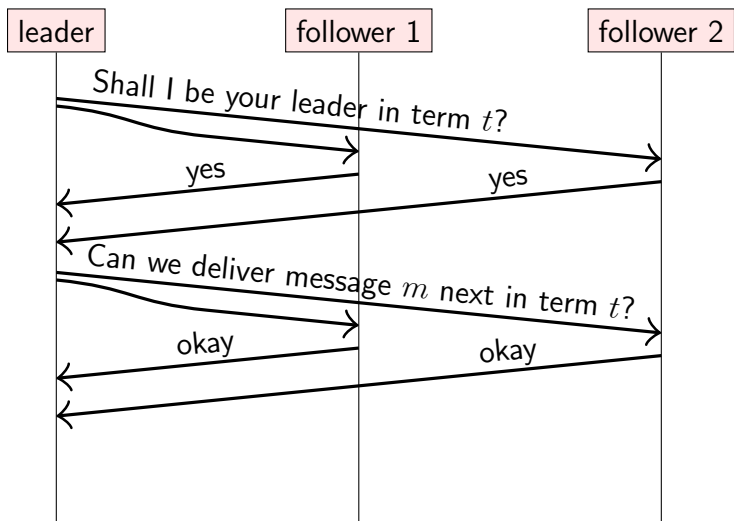 leader
follower 1
follower 2
Shall I be your leader in term t?
yes
yes
Can we deliver message m next in term t?
okay
okay